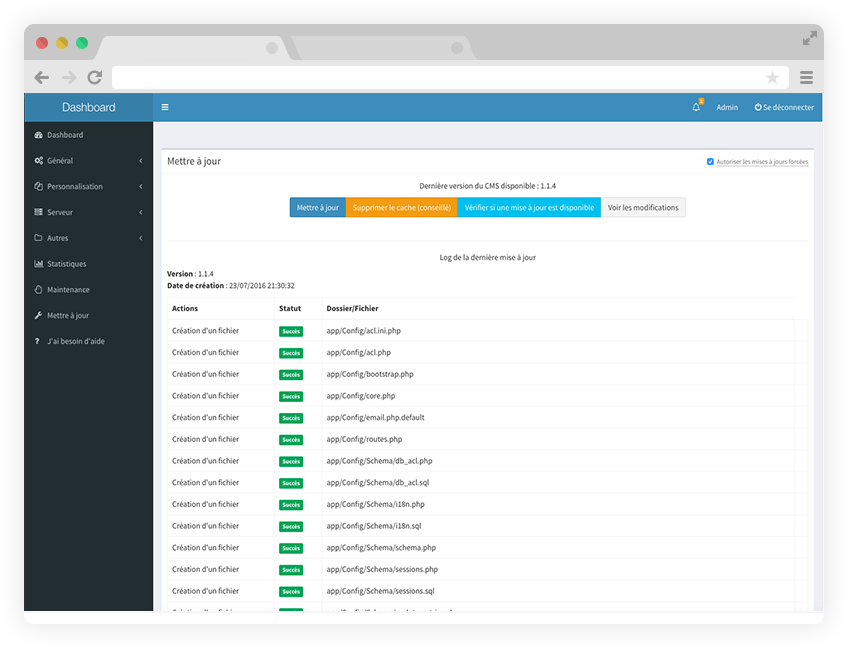 Dashboard
Admin
Se déconnecter
Dashboard
Général
Personnalisation
Serveur
Autres
Statistiques
Maintenance
Mettre à jour
? J'ai besoin d'aide
Mettre à jour
Autoriser les mises à jours forcées
Dernière version du CMS disponible : 1.1.4
Mettre à jour Supprimer le cache (conseillé) Vérifier si une mise à jour est disponible Voir les modifications
Log de la dernière mise à jour
Version : 1.1.4
Date de création : 23/07/2016 21:30:32
Actions Statut Dossier/Fichier
Création d'un fichier Succès app/Config/acl.ini.php
Création d'un fichier Succès app/Config/acl.php
Création d'un fichier Succès app/Config/bootstrap.php
Création d'un fichier Succès app/Config/core.php
Création d'un fichier Succès app/Config/email.php.default
Création d'un fichier Succès app/Config/routes.php
Création d'un fichier Succès app/Config/Schema/db_acl.php
Création d'un fichier Succès app/Config/Schema/db_acl.sql
Création d'un fichier Succès app/Config/Schema/i18n.php
Création d'un fichier Succès app/Config/Schema/i18n.sql
Création d'un fichier Succès app/Config/Schema/schema.php
Création d'un fichier Succès app/Config/Schema/sessions.php
Création d'un fichier Succès app/Config/Schema/sessions.sql